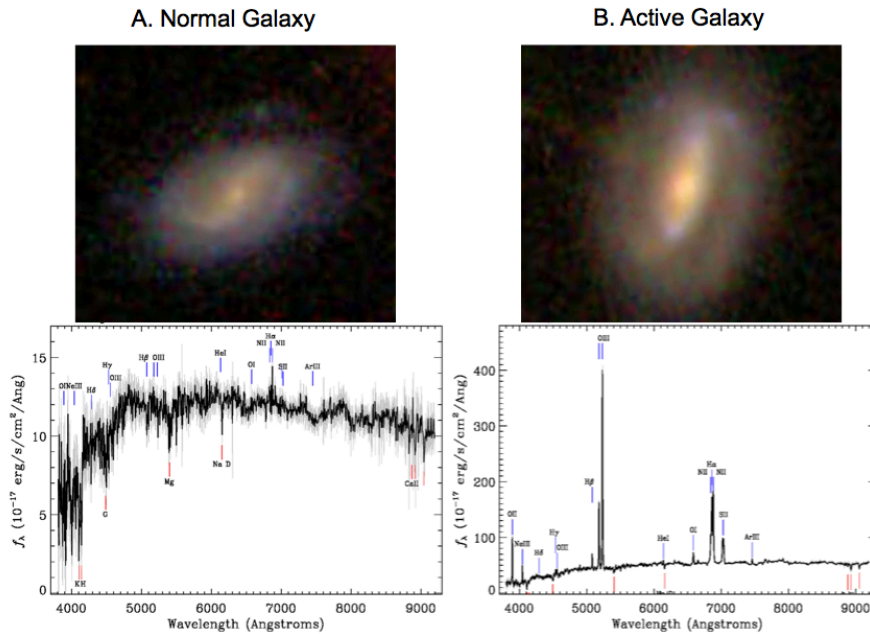 A. Normal Galaxy
B. Active Galaxy
15
10
5
0
f_λ (10⁻¹⁷ erg/s/cm²/Ang)
OII
NeIII
Hδ
Hγ
OIII
Hβ
OIII
HeI
OI
NII
Hα
NII
SII
ArIII
K
H
G
Mg
Na D
CaII
4000 5000 6000 7000 8000 9000
Wavelength (Angstroms)
400
300
200
100
0
f_λ (10⁻¹⁷ erg/s/cm²/Ang)
OII
NeIII
Hδ
Hγ
OIII
Hβ
OIII
HeI
OI
NII
Hα
NII
SII
ArIII
4000 5000 6000 7000 8000 9000
Wavelength (Angstroms)